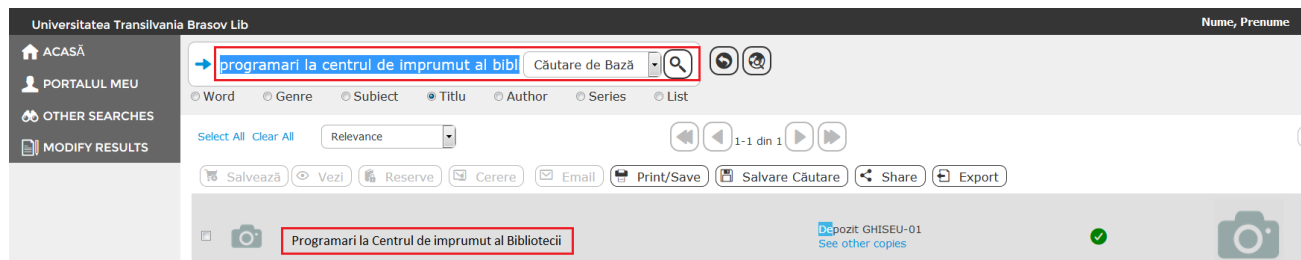 Universitatea Transilvania Brasov Lib
Nume, Prenume
ACASĂ
PORTALUL MEU
OTHER SEARCHES
MODIFY RESULTS
programari la centrul de imprumut al bibli Căutare de Bază
Word Genre Subiect Titlu Author Series List
Select All Clear All Relevance 1-1 din 1
Salvează Vezi Reserve Cerere Email Print/Save Salvare Căutare Share Export
Programari la Centrul de imprumut al Bibliotecii
Depozit GHISEU-01
See other copies